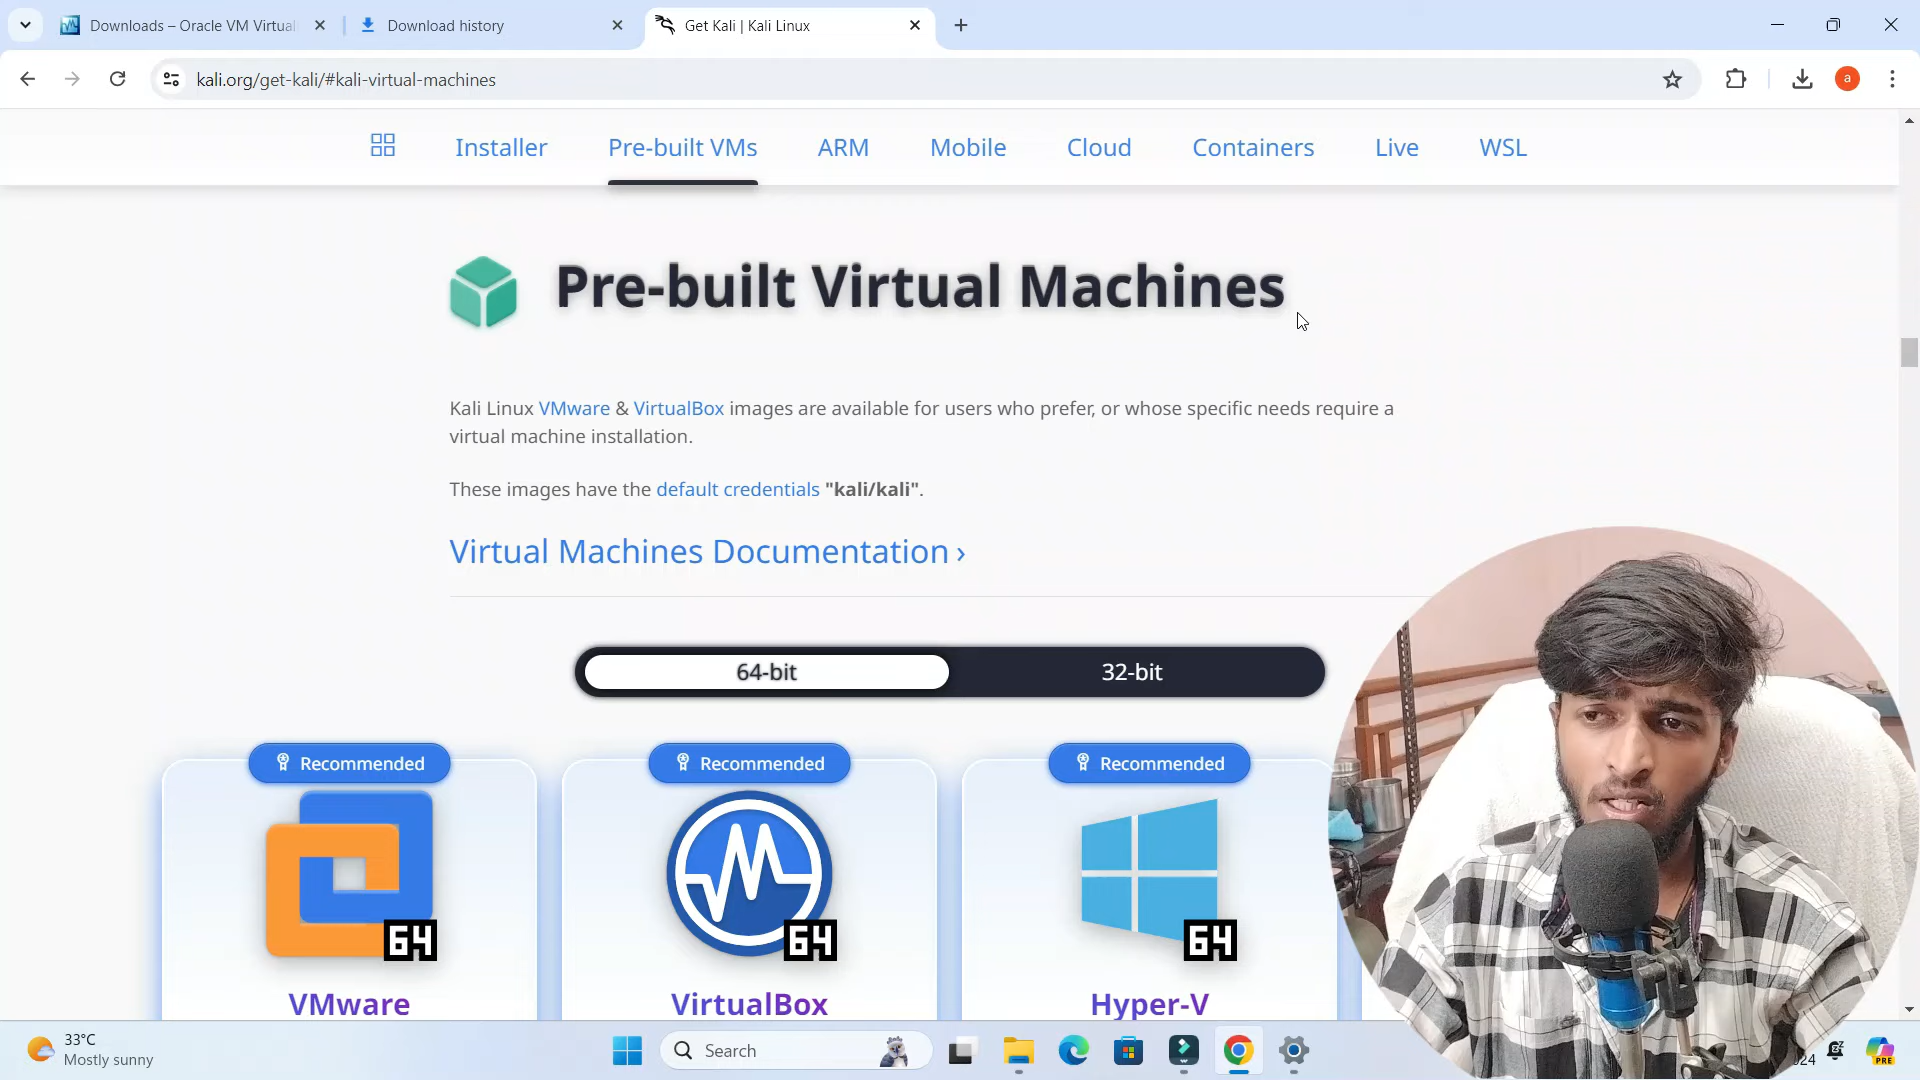 Downloads – Oracle VM Virtual
Download history
Get Kali | Kali Linux
kali.org/get-kali/#kali-virtual-machines
a
Installer
Pre-built VMs
ARM
Mobile
Cloud
Containers
Live
WSL
Pre-built Virtual Machines
Kali Linux VMware & VirtualBox images are available for users who prefer, or whose specific needs require a
virtual machine installation.
These images have the default credentials "kali/kali".
Virtual Machines Documentation ›
64-bit
32-bit
Recommended
Recommended
Recommended
64
64
64
VMware
VirtualBox
Hyper-V
33°C
Mostly sunny
Search
PRE